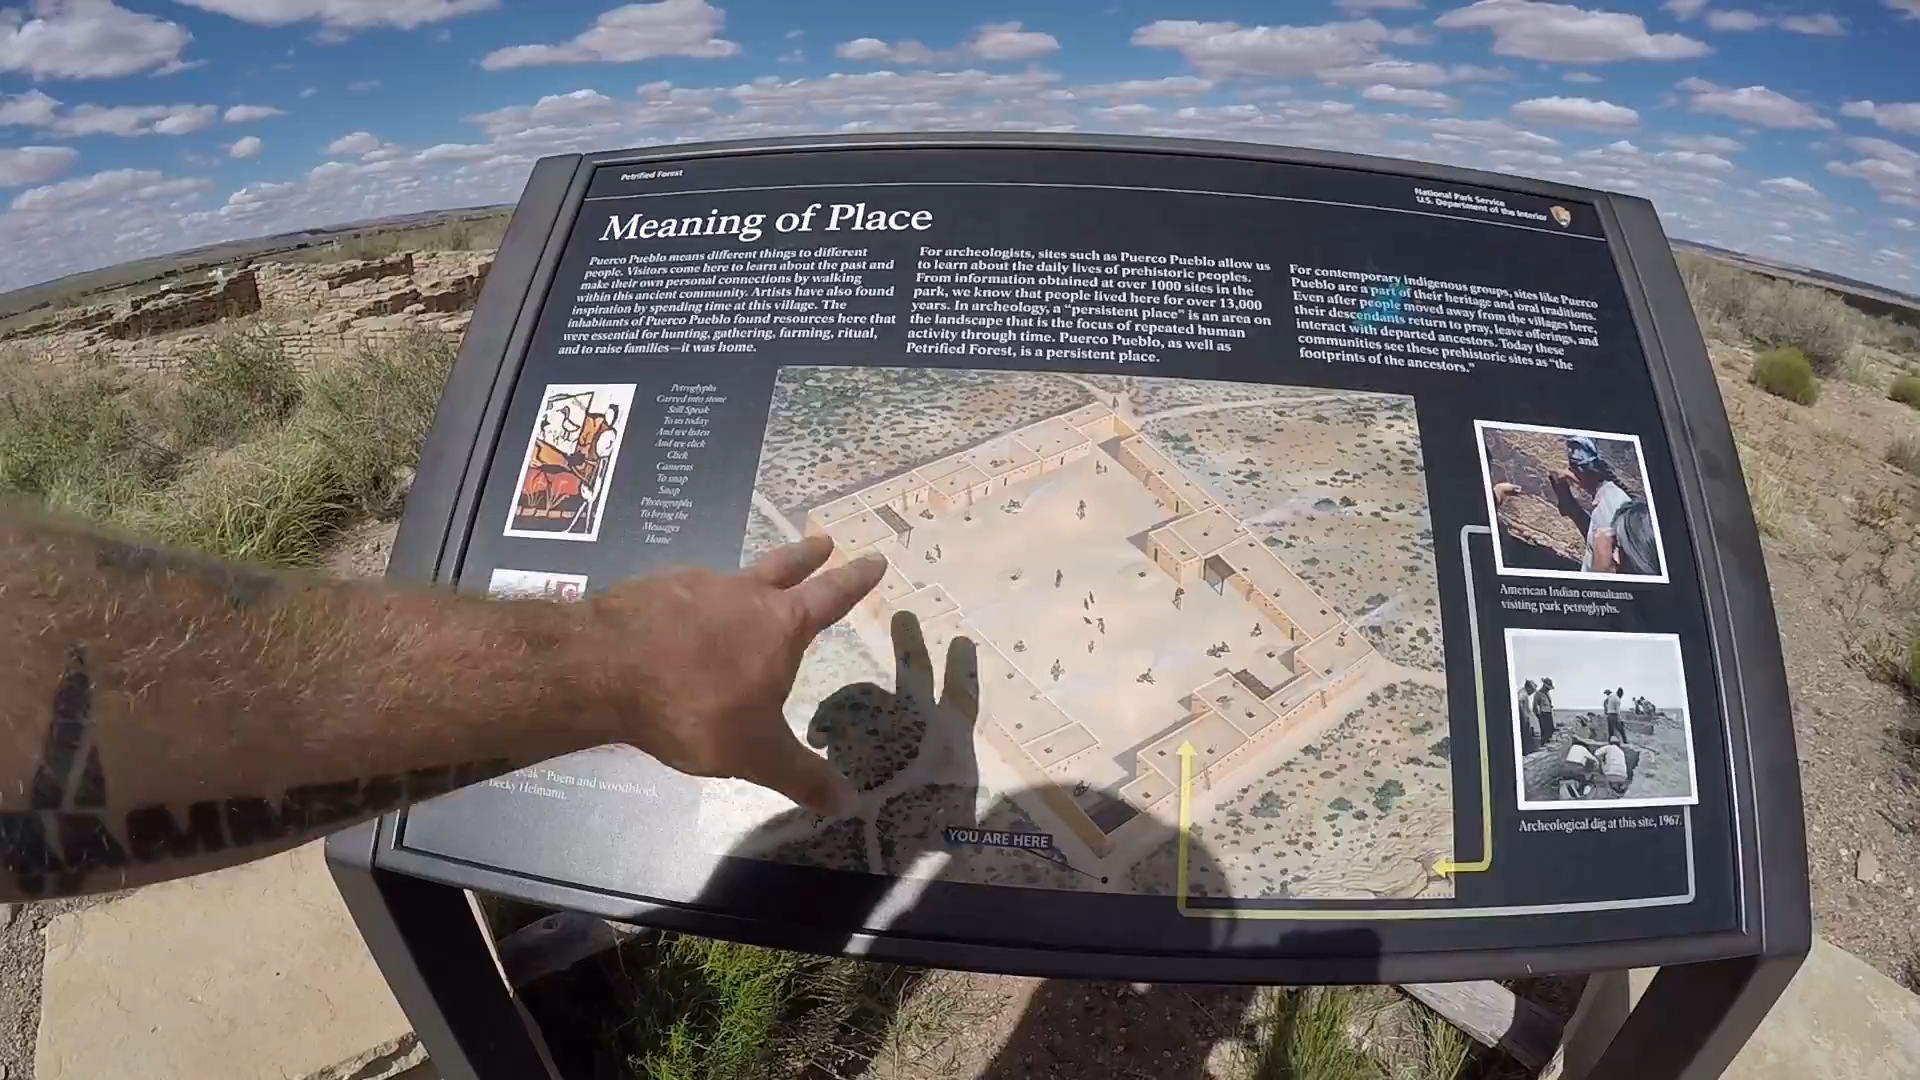 Petrified Forest
National Park Service
U.S. Department of the Interior
Meaning of Place
Puerco Pueblo means different things to different
people. Visitors come here to learn about the past and
make their own personal connections by walking
within this ancient community. Artists have also found
inspiration by spending time at this village. The
inhabitants of Puerco Pueblo found resources here that
were essential for hunting, gathering, farming, ritual,
and to raise families—it was home.
For archeologists, sites such as Puerco Pueblo allow us
to learn about the daily lives of prehistoric peoples.
From information obtained at over 1000 sites in the
park, we know that people lived here for over 13,000
years. In archeology, a "persistent place" is an area on
the landscape that is the focus of repeated human
activity through time. Puerco Pueblo, as well as
Petrified Forest, is a persistent place.
For contemporary indigenous groups, sites like Puerco
Pueblo are a part of their heritage and oral traditions.
Even after people moved away from the villages here,
their descendants return to pray, leave offerings, and
interact with departed ancestors. Today these
communities see these prehistoric sites as "the
footprints of the ancestors."
Petroglyphs
Carved into stone
Still Speak
To us today
And we listen
And we click
Click
Cameras
To snap
Snap
Photographs
To bring the
Messages
Home
Poem and woodblock
Becky Heimann.
YOU ARE HERE
American Indian consultants
visiting park petroglyphs.
Archeological dig at this site, 1967.